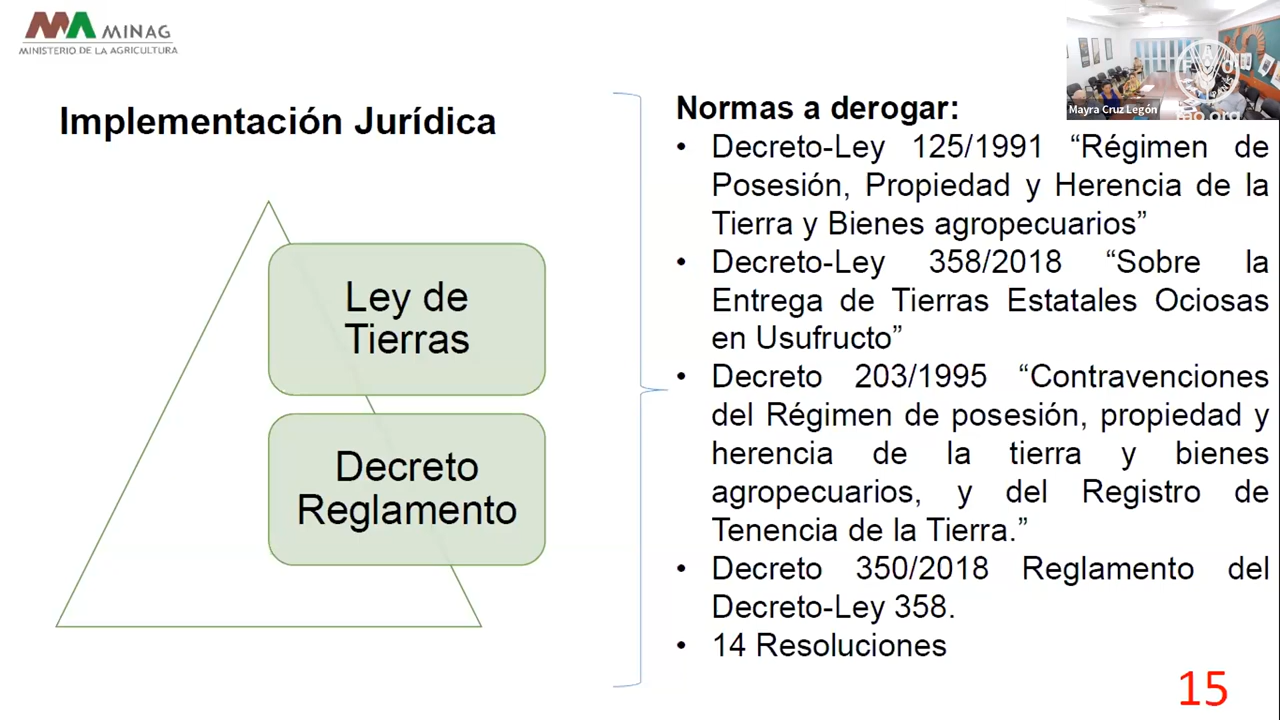 MINAG
MINISTERIO DE LA AGRICULTURA
Mayra Cruz Legón
FAO
fao.org
Implementación Jurídica
Ley de
Tierras
Decreto
Reglamento
Normas a derogar:
• Decreto-Ley 125/1991 “Régimen de
Posesión, Propiedad y Herencia de la
Tierra y Bienes agropecuarios”
• Decreto-Ley 358/2018 “Sobre la
Entrega de Tierras Estatales Ociosas
en Usufructo”
• Decreto 203/1995 “Contravenciones
del Régimen de posesión, propiedad y
herencia de la tierra y bienes
agropecuarios, y del Registro de
Tenencia de la Tierra.”
• Decreto 350/2018 Reglamento del
Decreto-Ley 358.
• 14 Resoluciones
15